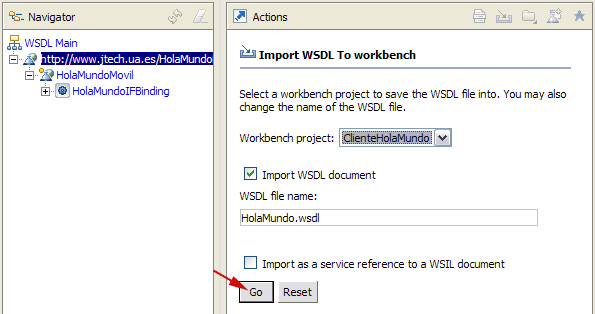 Navigator
WSDL Main
http://www.jtech.ua.es/HolaMundo
HolaMundoMovil
HolaMundoIFBinding
Actions
Import WSDL To workbench
Select a workbench project to save the WSDL file into. You may also
change the name of the WSDL file.
Workbench project: ClienteHolaMundo
Import WSDL document
WSDL file name:
HolaMundo.wsdl
Import as a service reference to a WSIL document
Go Reset